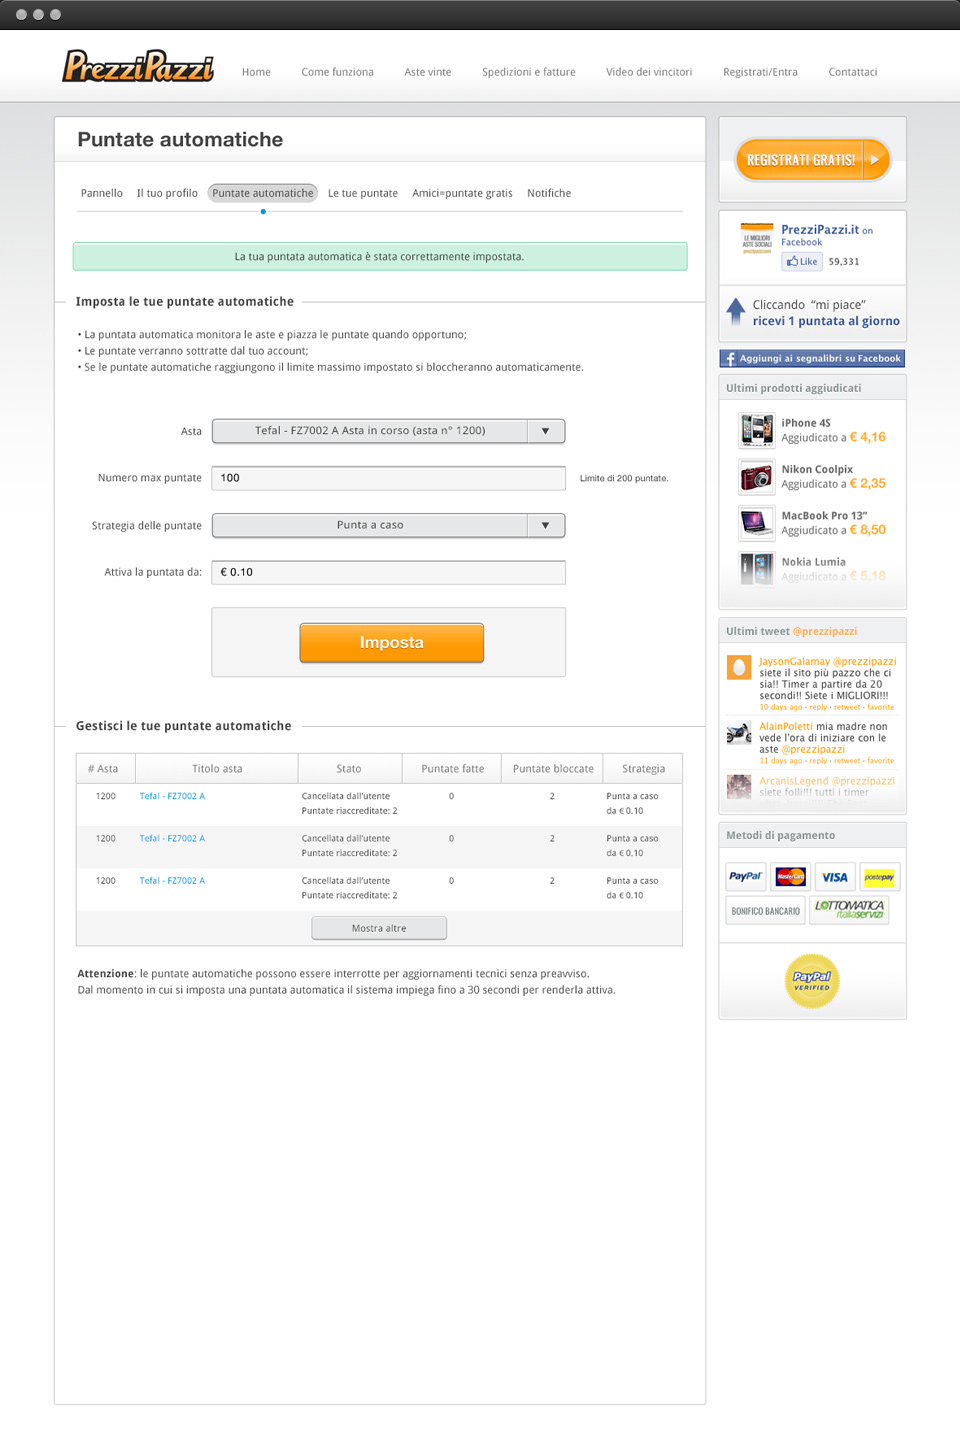 PrezziPazzi
Home
Come funziona
Aste vinte
Spedizioni e fatture
Video dei vincitori
Registrati/Entra
Contattaci
Puntate automatiche
Pannello
Il tuo profilo
Puntate automatiche
Le tue puntate
Amici=puntate gratis
Notifiche
La tua puntata automatica è stata correttamente impostata.
Imposta le tue puntate automatiche
• La puntata automatica monitora le aste e piazza le puntate quando opportuno;
• Le puntate verranno sottratte dal tuo account;
• Se le puntate automatiche raggiungono il limite massimo impostato si bloccheranno automaticamente.
Asta
Tefal - FZ7002 A Asta in corso (asta n° 1200)
Numero max puntate
100
Limite di 200 puntate.
Strategia delle puntate
Punta a caso
Attiva la puntata da:
€ 0.10
Imposta
Gestisci le tue puntate automatiche
# Asta
Titolo asta
Stato
Puntate fatte
Puntate bloccate
Strategia
1200
Tefal - FZ7002 A
Cancellata dall'utente
Puntate riaccreditate: 2
0
2
Punta a caso
da € 0.10
1200
Tefal - FZ7002 A
Cancellata dall'utente
Puntate riaccreditate: 2
0
2
Punta a caso
da € 0.10
1200
Tefal - FZ7002 A
Cancellata dall'utente
Puntate riaccreditate: 2
0
2
Punta a caso
da € 0.10
Mostra altre
Attenzione: le puntate automatiche possono essere interrotte per aggiornamenti tecnici senza preavviso.
Dal momento in cui si imposta una puntata automatica il sistema impiega fino a 30 secondi per renderla attiva.
REGISTRATI GRATIS!
LE MIGLIORI
ASTE SOCIALI
PrezziPazzi.it on
Facebook
Like
59,331
Cliccando “mi piace”
ricevi 1 puntata al giorno
Aggiungi ai segnalibri su Facebook
Ultimi prodotti aggiudicati
iPhone 4S
Aggiudicato a € 4,16
Nikon Coolpix
Aggiudicato a € 2,35
MacBook Pro 13”
Aggiudicato a € 8,50
Nokia Lumia
Aggiudicato a € 5,18
Ultimi tweet @prezzipazzi
JaysonGalamay @prezzipazzi
siete il sito più pazzo che ci
sia!! Timer a partire da 20
secondi!! Siete i MIGLIORI!!!
10 days ago • reply • retweet • favorite
AlainPoletti mia madre non
vede l'ora di iniziare con le
aste @prezzipazzi
11 days ago • reply • retweet • favorite
ArcanisLegend @prezzipazzi
siete folli!!! tutti i timer
Metodi di pagamento
PayPal
MasterCard
VISA
postepay
BONIFICO BANCARIO
LOTTOMATICA
italiaservizi
PayPal
VERIFIED